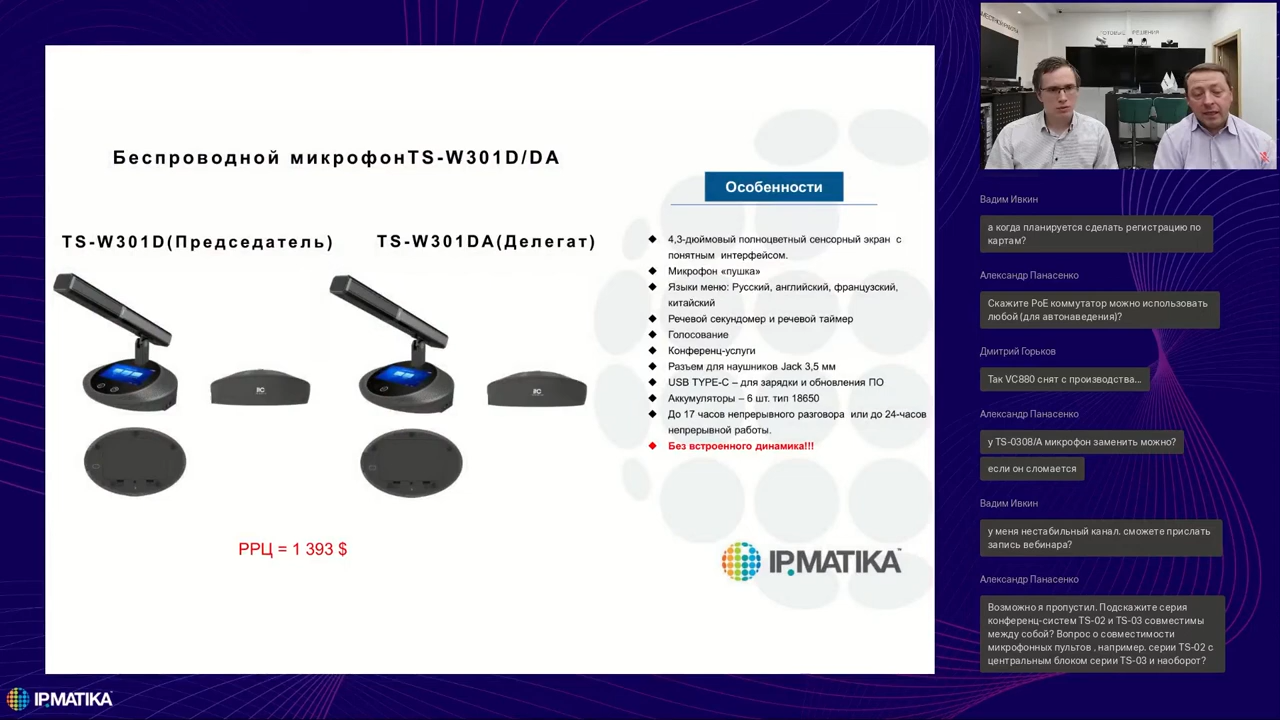 Беспроводной микрофонTS-W301D/DA
TS-W301D(Председатель)
TS-W301DA(Делегат)
РРЦ = 1 393 $
Особенности
4,3-дюймовый полноцветный сенсорный экран с
понятным интерфейсом.
Микрофон «пушка»
Языки меню: Русский, английский, французский,
китайский
Речевой секундомер и речевой таймер
Голосование
Конференц-услуги
Разъем для наушников Jack 3,5 мм
USB TYPE-C – для зарядки и обновления ПО
Аккумуляторы – 6 шт. тип 18650
До 17 часов непрерывного разговора или до 24-часов
непрерывной работы.
Без встроенного динамика!!!
IPMATIKA™
IPMATIKA™
Вадим Ивкин
а когда планируется сделать регистрацию по
картам?
Александр Панасенко
Скажите PoE коммутатор можно использовать
любой (для автонаведения)?
Дмитрий Горьков
Так VC880 снят с производства...
Александр Панасенко
у TS-0308/A микрофон заменить можно?
если он сломается
Вадим Ивкин
у меня нестабильный канал. сможете прислать
запись вебинара?
Александр Панасенко
Возможно я пропустил. Подскажите серия
конференц-систем TS-02 и TS-03 совместимы
между собой? Вопрос о совместимости
микрофонных пультов , например. серии TS-02 с
центральным блоком серии TS-03 и наоборот?